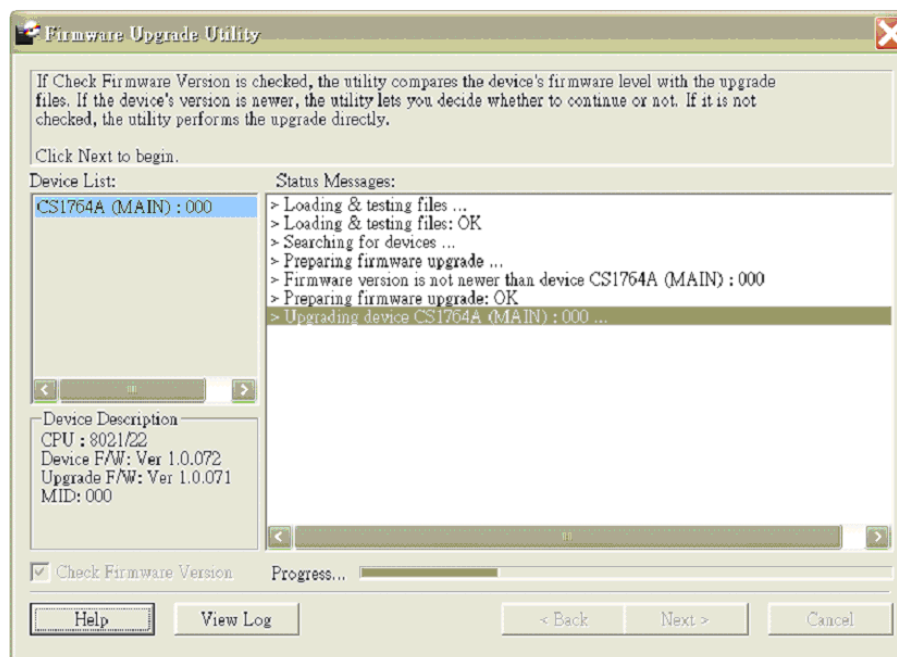 Firmware Upgrade Utility
If Check Firmware Version is checked, the utility compares the device's firmware level with the upgrade
files. If the device's version is newer, the utility lets you decide whether to continue or not. If it is not
checked, the utility performs the upgrade directly.
Click Next to begin.
Device List:
CS1764A (MAIN) : 000
Status Messages:
> Loading & testing files ...
> Loading & testing files: OK
> Searching for devices ...
> Preparing firmware upgrade ...
> Firmware version is not newer than device CS1764A (MAIN) : 000
> Preparing firmware upgrade: OK
> Upgrading device CS1764A (MAIN) : 000 ...
Device Description
CPU : 8021/22
Device F/W: Ver 1.0.072
Upgrade F/W: Ver 1.0.071
MID: 000
Check Firmware Version
Progress...
Help
View Log
< Back
Next >
Cancel